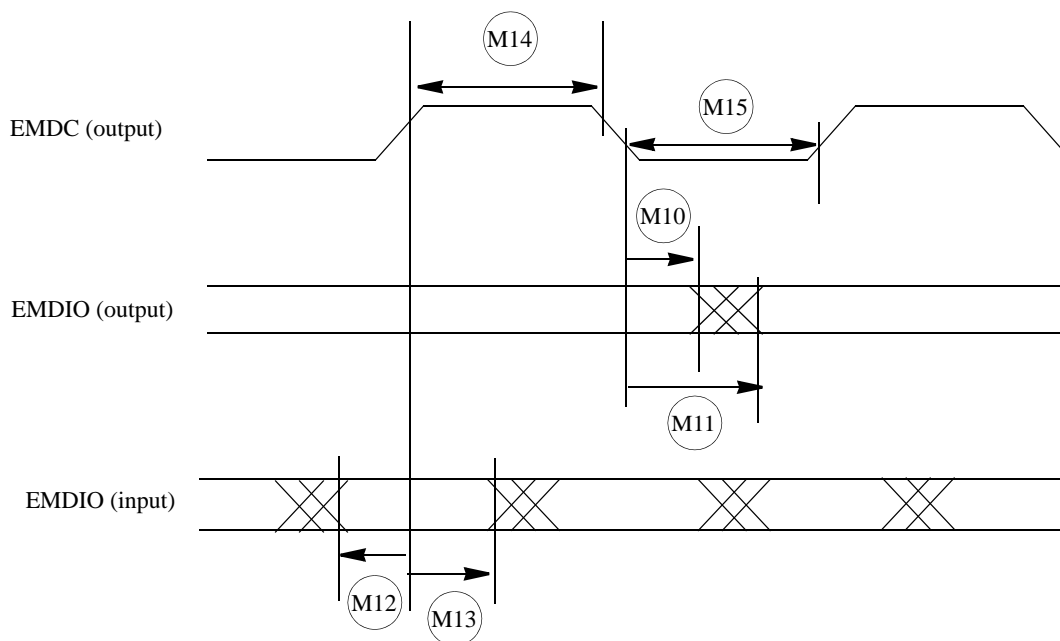 M14
EMDC (output)
M15
M10
EMDIO (output)
M11
EMDIO (input)
M12
M13